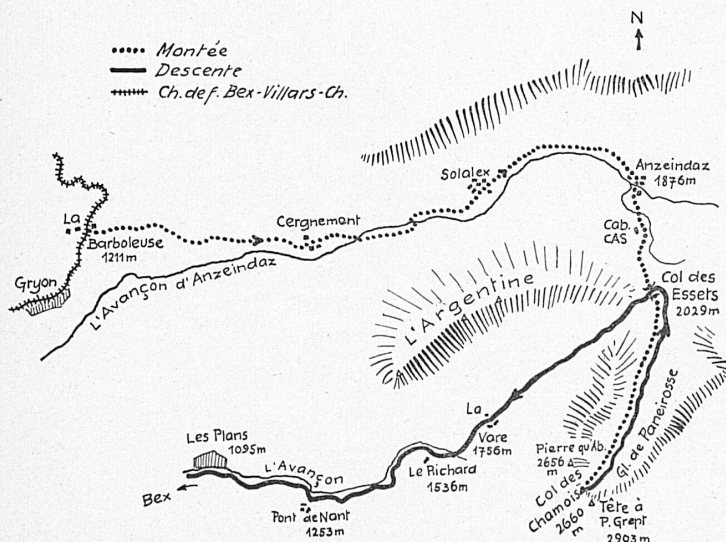 N
Montée
Descente
Ch.d.f. Bex-Villars-Ch.
Solalex
Anzeindaz
1876m
La
Barboleuse
1211m
Cergnement
Cab.
CAS
Gryon
L'Avançon d'Anzeindaz
Col des
Essets
2029m
L'Argentine
La
Vare
1756m
Gl. de Paneirosse
Les Plans
1095m
L'Avançon
Le Richard
1536m
Pierre qu'Ab.
2656
m
Bex
Pont de Nant
1253m
Col des
Chamois
2660
m
Tête à
P. Grept
2903m